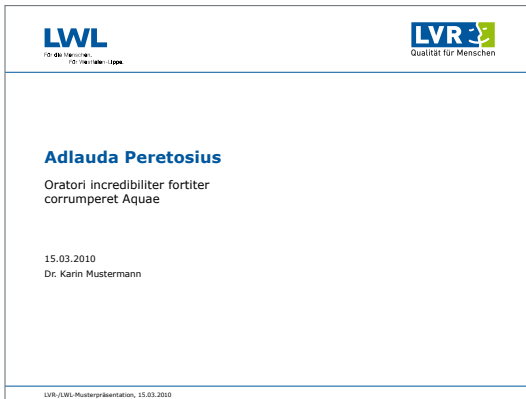 LWL
Für die Menschen.
Für Westfalen-Lippe.
LVR
Qualität für Menschen
Adlauda Peretosius
Oratori incredibiliter fortiter
corrumperet Aquae
15.03.2010
Dr. Karin Mustermann
LVR-/LWL-Musterpräsentation, 15.03.2010